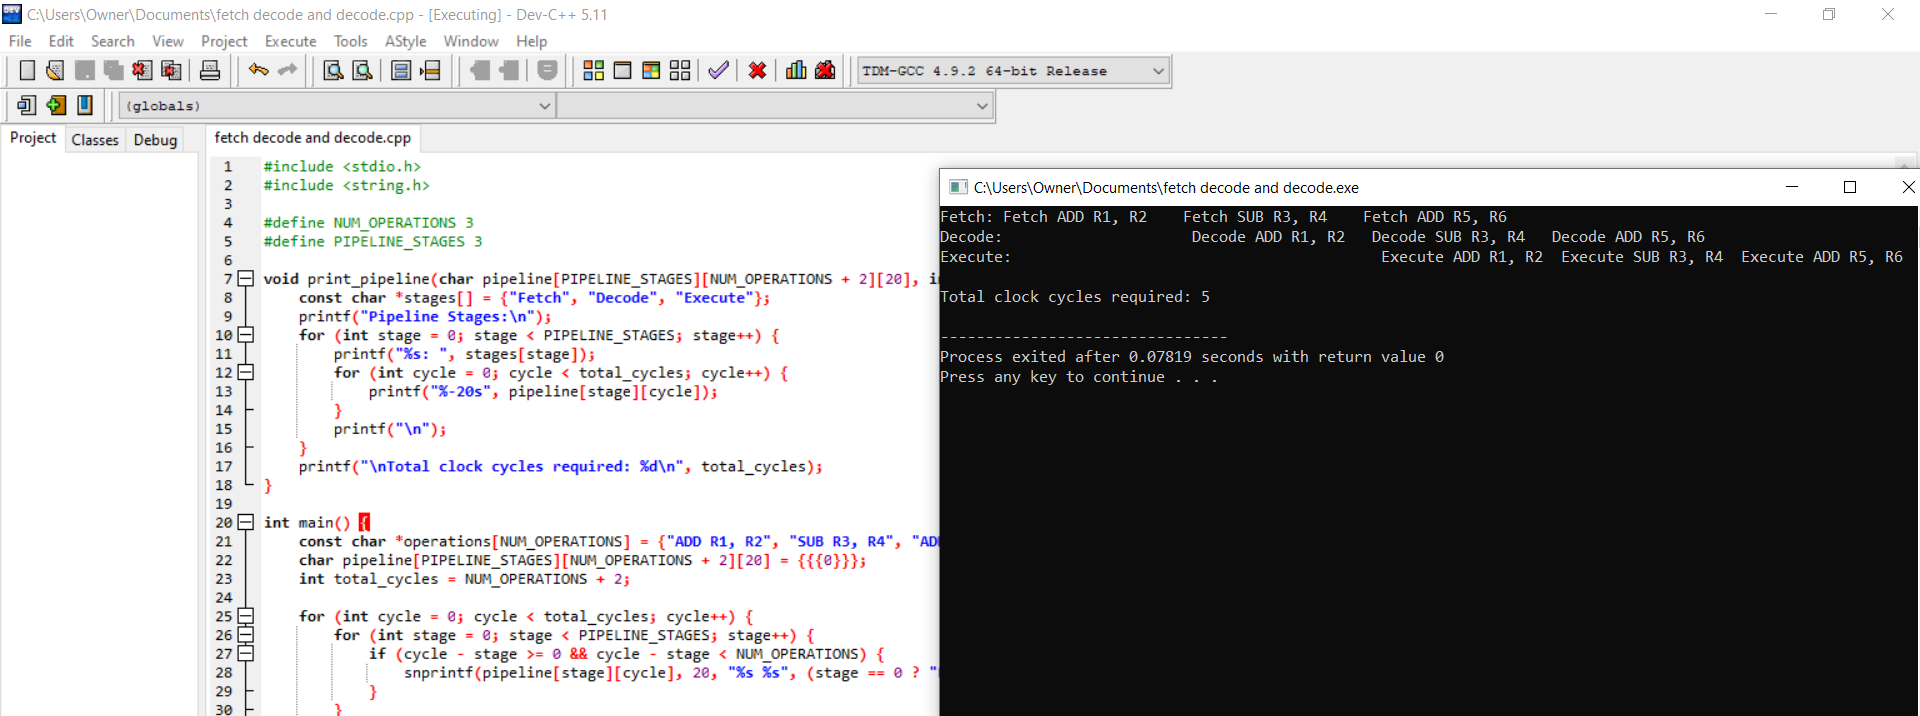 C:\Users\Owner\Documents\fetch decode and decode.cpp - [Executing] - Dev-C++ 5.11
File Edit Search View Project Execute Tools AStyle Window Help
TDM-GCC 4.9.2 64-bit Release
(globals)
Project Classes Debug
fetch decode and decode.cpp
1 #include <stdio.h>
2 #include <string.h>
3
4 #define NUM_OPERATIONS 3
5 #define PIPELINE_STAGES 3
6
7 void print_pipeline(char pipeline[PIPELINE_STAGES][NUM_OPERATIONS + 2][20], i
8 const char *stages[] = {"Fetch", "Decode", "Execute"};
9 printf("Pipeline Stages:\n");
10 for (int stage = 0; stage < PIPELINE_STAGES; stage++) {
11 printf("%s: ", stages[stage]);
12 for (int cycle = 0; cycle < total_cycles; cycle++) {
13 printf("%-20s", pipeline[stage][cycle]);
14 }
15 printf("\n");
16 }
17 printf("\nTotal clock cycles required: %d\n", total_cycles);
18 }
19
20 int main() {
21 const char *operations[NUM_OPERATIONS] = {"ADD R1, R2", "SUB R3, R4", "AD
22 char pipeline[PIPELINE_STAGES][NUM_OPERATIONS + 2][20] = {{{0}}};
23 int total_cycles = NUM_OPERATIONS + 2;
24
25 for (int cycle = 0; cycle < total_cycles; cycle++) {
26 for (int stage = 0; stage < PIPELINE_STAGES; stage++) {
27 if (cycle - stage >= 0 && cycle - stage < NUM_OPERATIONS) {
28 snprintf(pipeline[stage][cycle], 20, "%s %s", (stage == 0 ? "
29 }
30 }
C:\Users\Owner\Documents\fetch decode and decode.exe
Fetch: Fetch ADD R1, R2 Fetch SUB R3, R4 Fetch ADD R5, R6
Decode: Decode ADD R1, R2 Decode SUB R3, R4 Decode ADD R5, R6
Execute: Execute ADD R1, R2 Execute SUB R3, R4 Execute ADD R5, R6
Total clock cycles required: 5
--------------------------------
Process exited after 0.07819 seconds with return value 0
Press any key to continue . . .